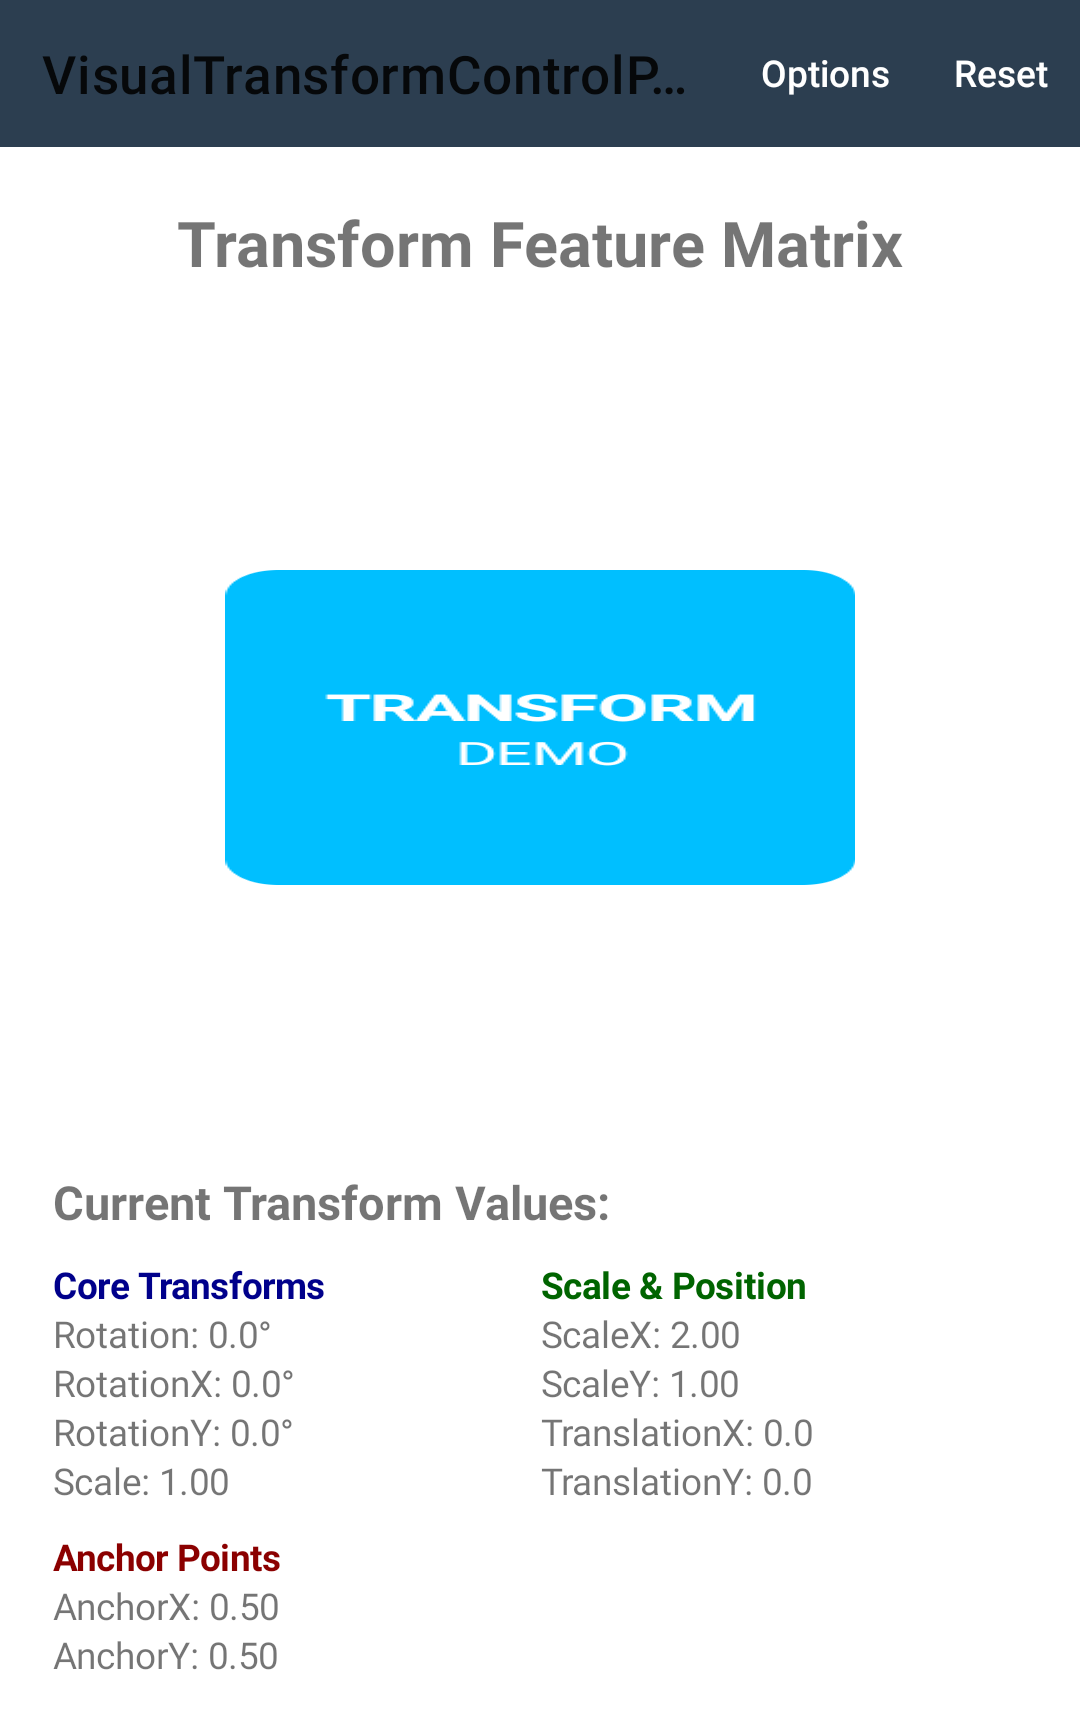 VisualTransformControlP...
Options
Reset
Transform Feature Matrix
TRANSFORM
DEMO
Current Transform Values:
Core Transforms
Rotation: 0.0°
RotationX: 0.0°
RotationY: 0.0°
Scale: 1.00
Scale & Position
ScaleX: 2.00
ScaleY: 1.00
TranslationX: 0.0
TranslationY: 0.0
Anchor Points
AnchorX: 0.50
AnchorY: 0.50